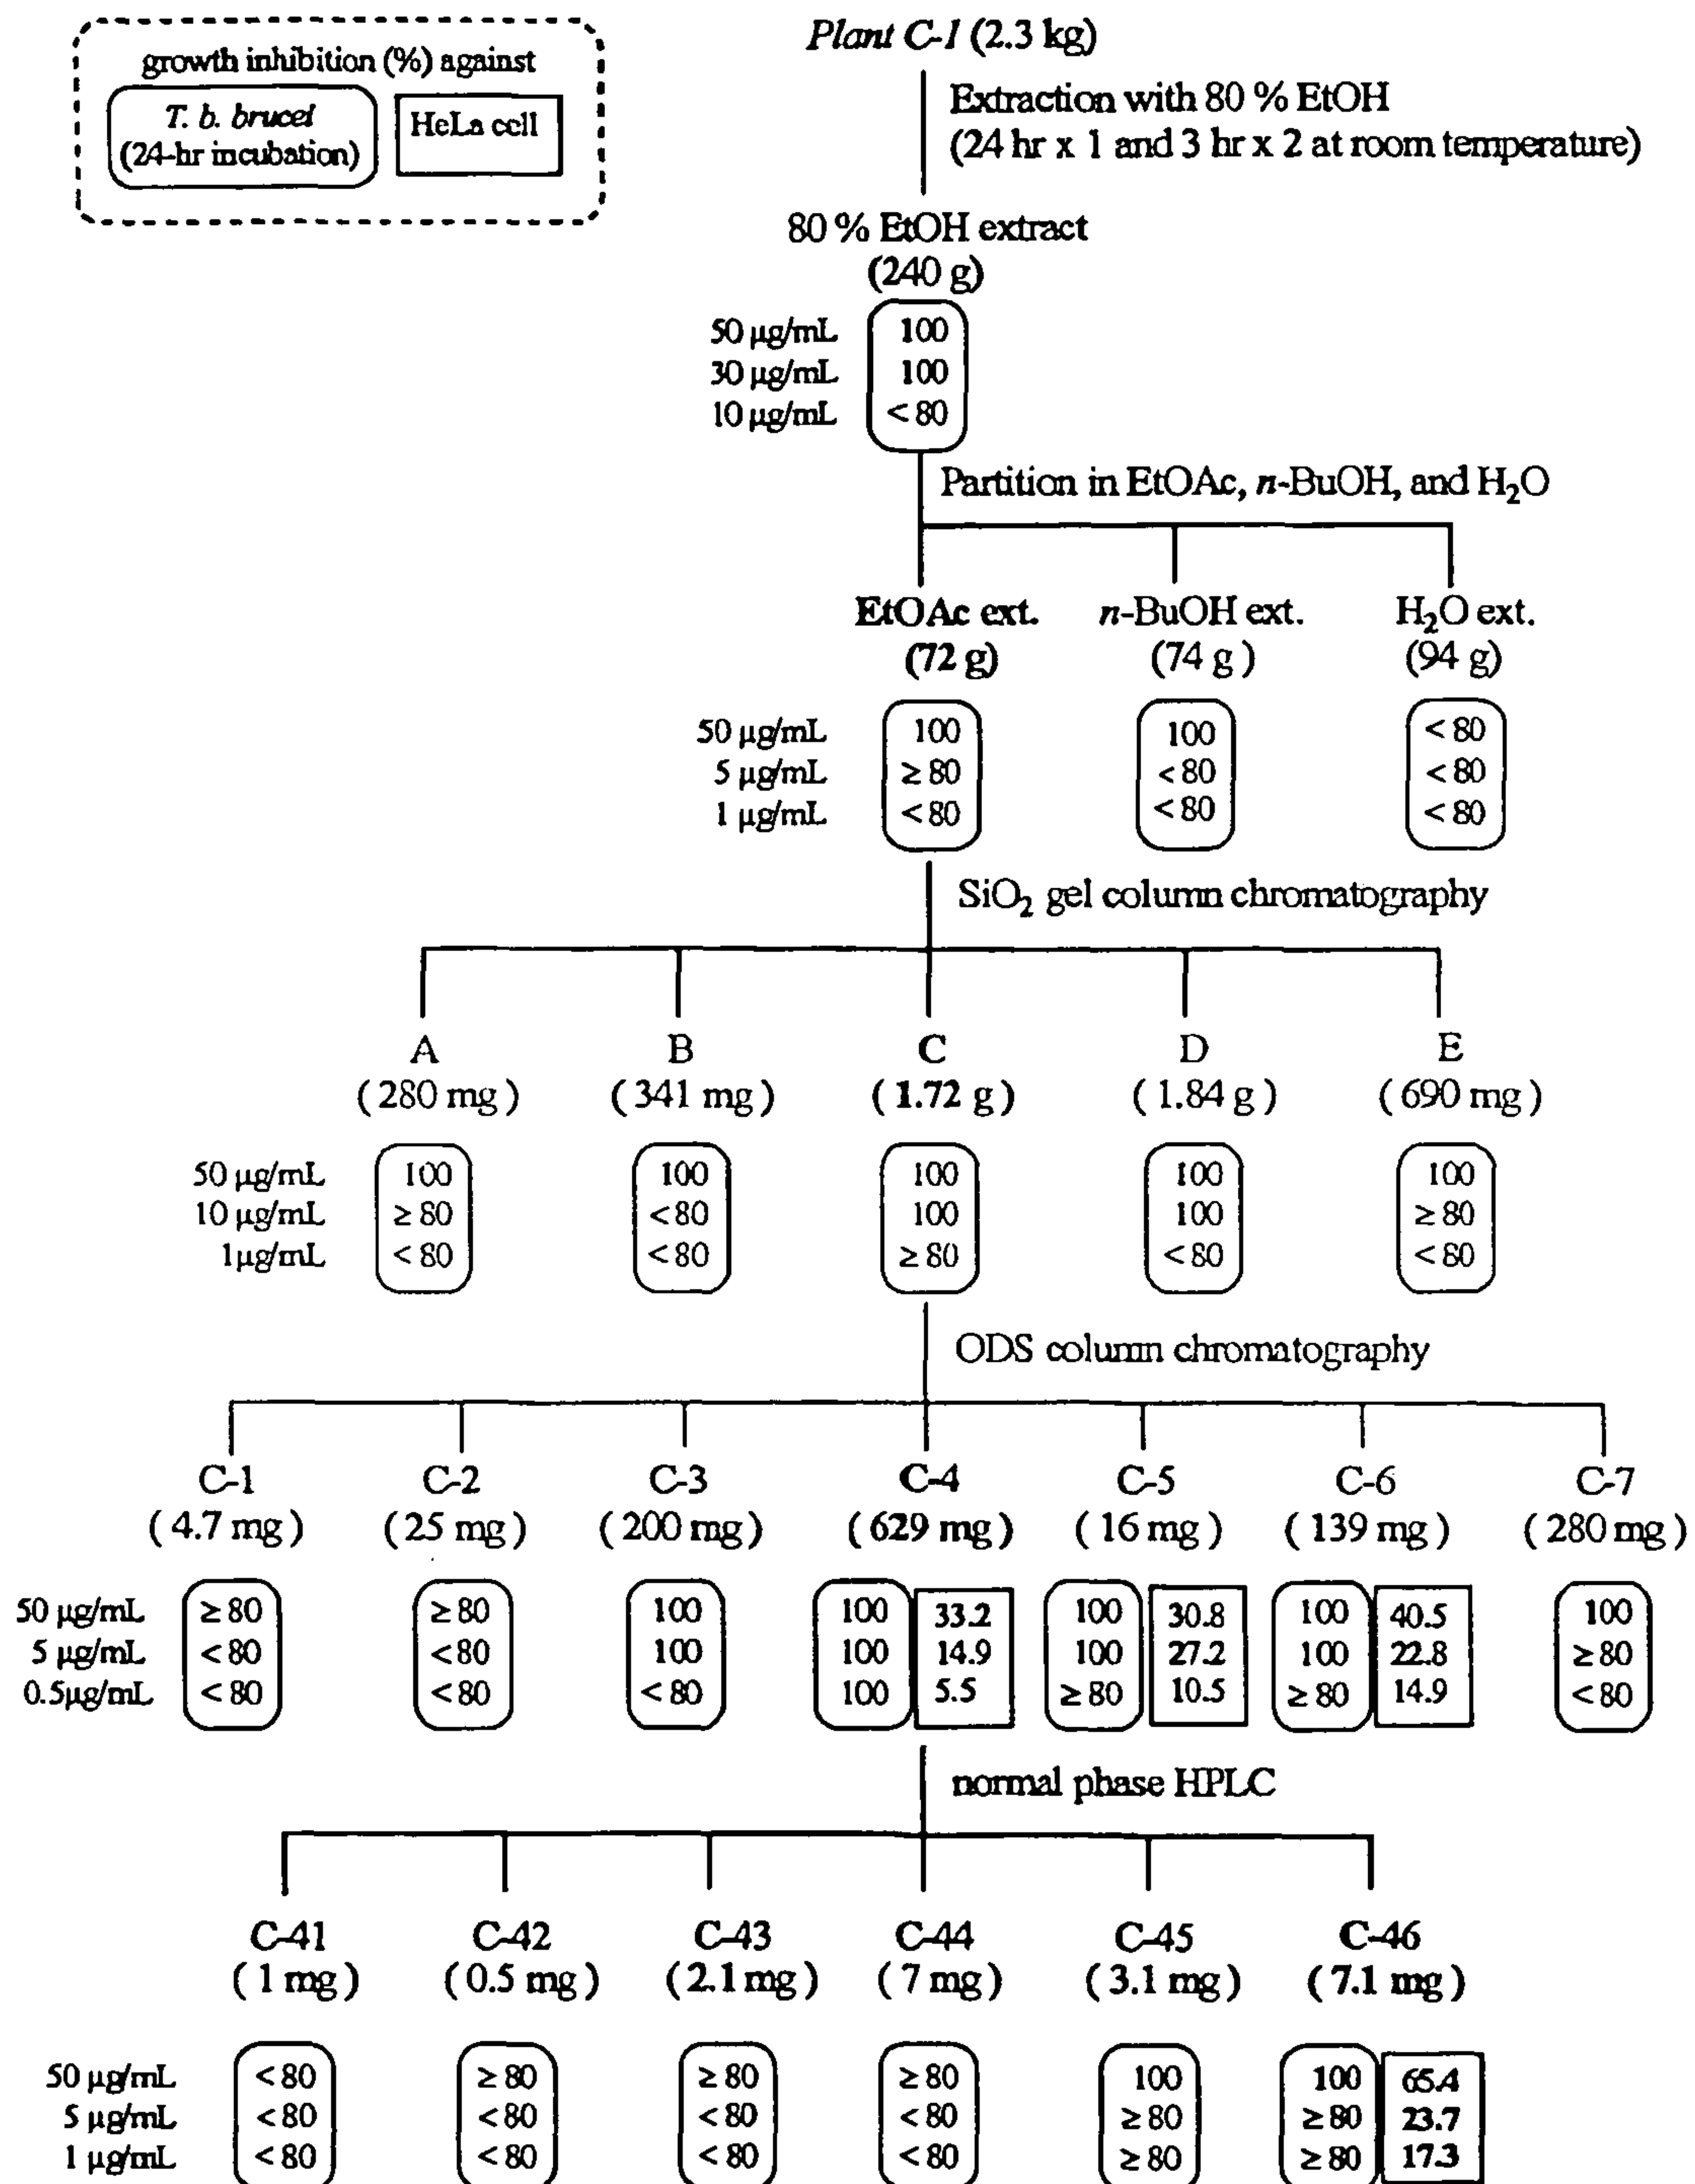 growth inhibition (%) against
T. b. brucei
(24-hr incubation)
HeLa cell
Plant C-1 (2.3 kg)
Extraction with 80 % EtOH
(24 hr x 1 and 3 hr x 2 at room temperature)
80 % EtOH extract
(240 g)
50 µg/mL 100
30 µg/mL 100
10 µg/mL < 80
Partition in EtOAc, n-BuOH, and H₂O
EtOAc ext. n-BuOH ext. H₂O ext.
(72 g) (74 g ) (94 g)
50 µg/mL 100 100 < 80
5 µg/mL ≥ 80 < 80 < 80
1 µg/mL < 80 < 80 < 80
SiO₂ gel column chromatography
A B C D E
( 280 mg ) ( 341 mg ) ( 1.72 g ) ( 1.84 g ) ( 690 mg )
50 µg/mL 100 100 100 100 100
10 µg/mL ≥ 80 < 80 100 100 ≥ 80
1µg/mL < 80 < 80 ≥ 80 < 80 < 80
ODS column chromatography
C-1 C-2 C-3 C-4 C-5 C-6 C-7
( 4.7 mg ) ( 25 mg ) ( 200 mg ) ( 629 mg ) ( 16 mg ) ( 139 mg ) ( 280 mg )
50 µg/mL ≥ 80 ≥ 80 100 100 33.2 100 30.8 100 40.5 100
5 µg/mL < 80 < 80 100 100 14.9 100 27.2 100 22.8 ≥ 80
0.5µg/mL < 80 < 80 < 80 100 5.5 ≥ 80 10.5 ≥ 80 14.9 < 80
normal phase HPLC
C-41 C-42 C-43 C-44 C-45 C-46
( 1 mg ) ( 0.5 mg ) ( 2.1 mg ) ( 7 mg ) ( 3.1 mg ) ( 7.1 mg )
50 µg/mL < 80 ≥ 80 ≥ 80 ≥ 80 100 100 65.4
5 µg/mL < 80 < 80 < 80 < 80 ≥ 80 ≥ 80 23.7
1 µg/mL < 80 < 80 < 80 < 80 ≥ 80 ≥ 80 17.3